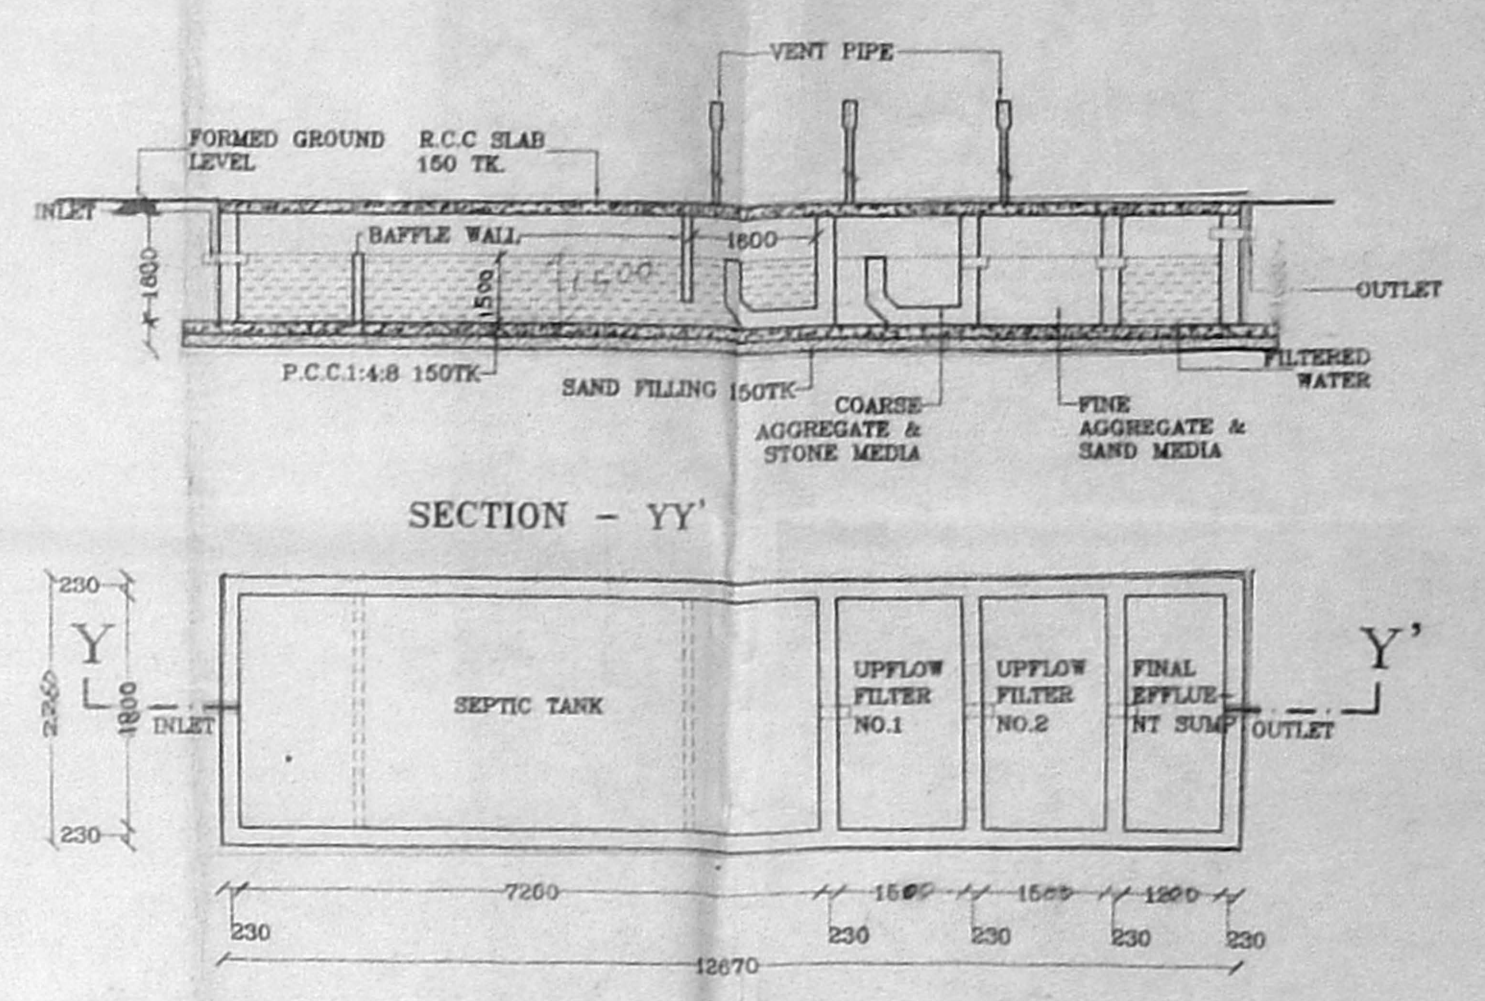 VENT PIPE
FORMED GROUND
LEVEL
R.C.C SLAB
150 TK.
INLET
BAFFLE WALL
1600
1800
1500
1500
OUTLET
P.C.C.1:4:8 150TK
SAND FILLING 150TK
COARSE
AGGREGATE &
STONE MEDIA
FINE
AGGREGATE &
SAND MEDIA
FILTERED
WATER
SECTION - YY'
230
Y
2260
1800
230
INLET
SEPTIC TANK
UPFLOW
FILTER
NO.1
UPFLOW
FILTER
NO.2
FINAL
EFFLUE-
NT SUMP
Y'
OUTLET
7260
1200
230
230
230
230
230
12670